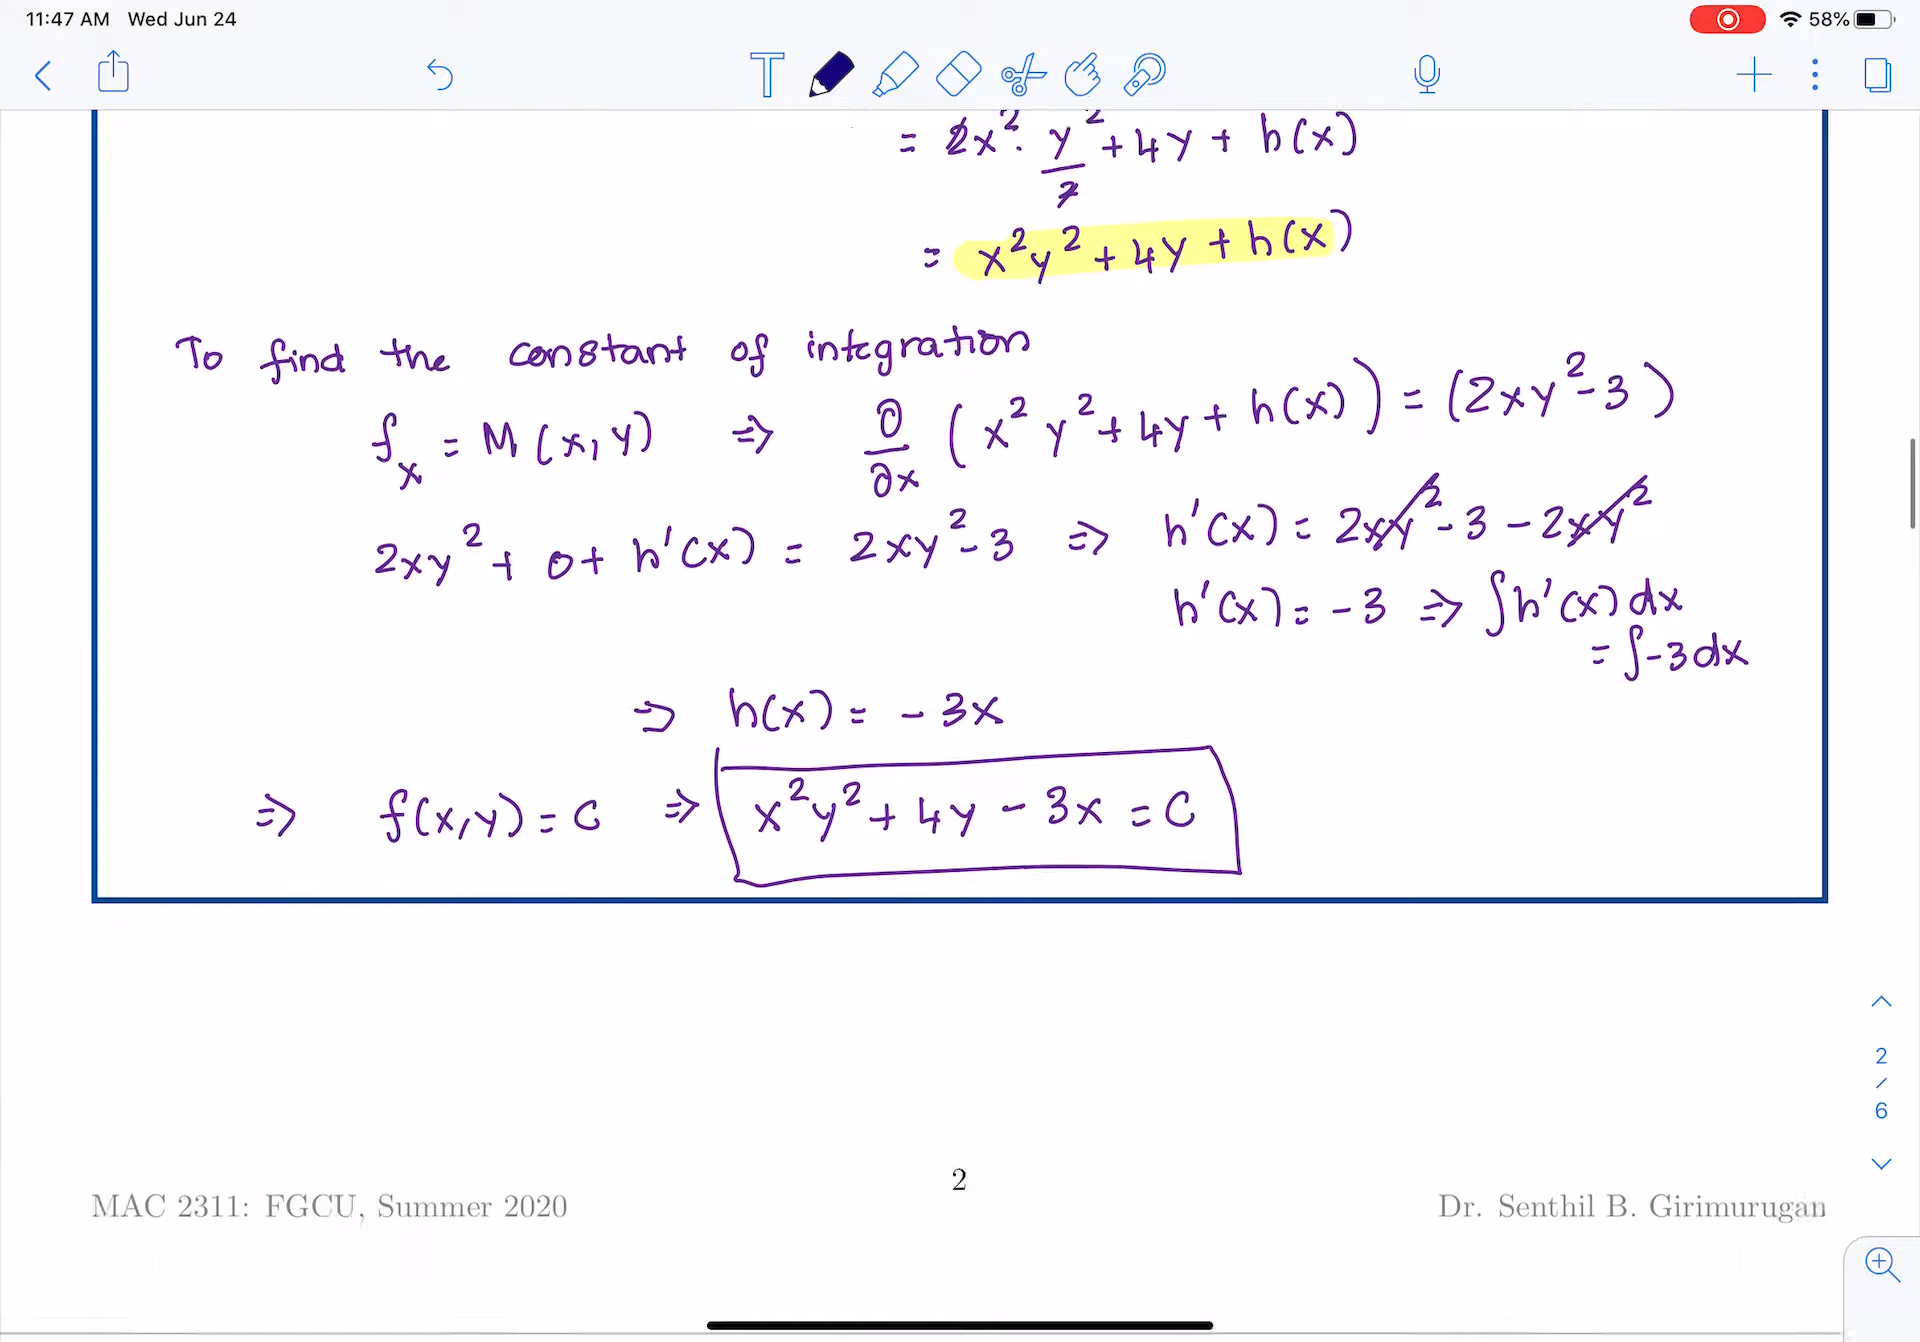 11:47 AM Wed Jun 24
58%
= 2x². y²/2 + 4y + h(x)
= x²y² + 4y + h(x)
To find the constant of integration
fₓ = M(x,y) ⇒ ∂/∂x (x²y² + 4y + h(x)) = (2xy² - 3)
2xy² + 0 + h'(x) = 2xy² - 3 ⇒ h'(x) = 2xy² - 3 - 2xy²
h'(x) = -3 ⇒ ∫h'(x) dx
= ∫-3dx
⇒ h(x) = -3x
⇒ f(x,y) = C ⇒ x²y² + 4y - 3x = C
2
/
6
2
MAC 2311: FGCU, Summer 2020
Dr. Senthil B. Girimurugan